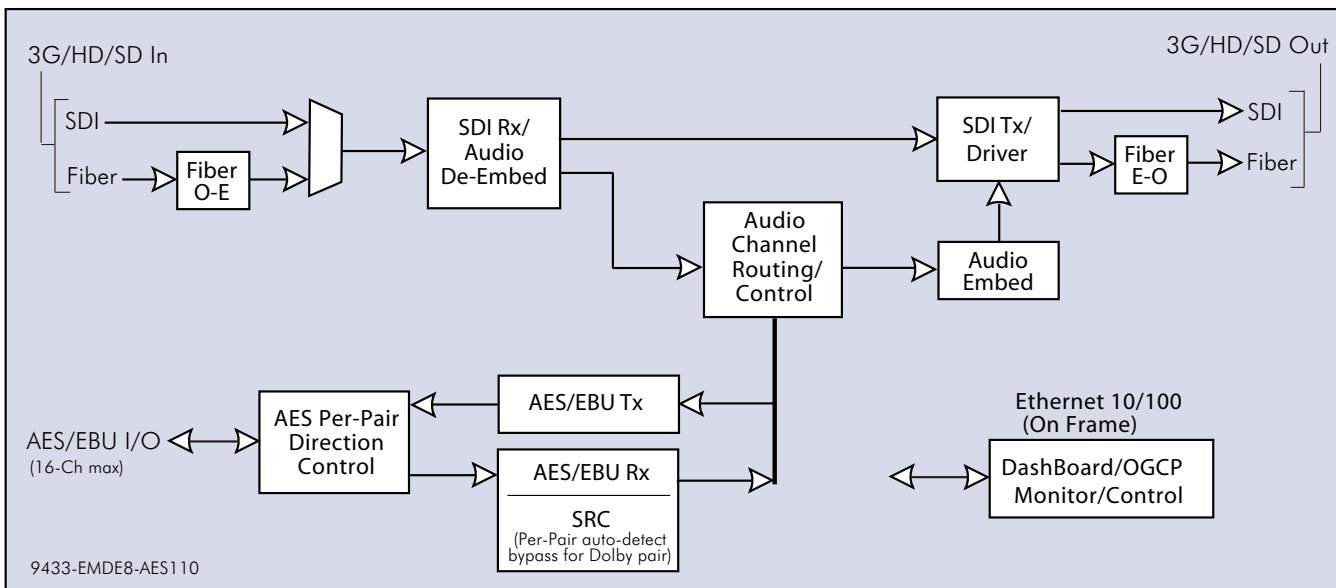 3G/HD/SD In
3G/HD/SD Out
SDI
Fiber
Fiber
O-E
SDI Rx/
Audio
De-Embed
SDI Tx/
Driver
SDI
Fiber
E-O
Fiber
Audio
Channel
Routing/
Control
Audio
Embed
AES/EBU I/O
(16-Ch max)
AES Per-Pair
Direction
Control
AES/EBU Tx
AES/EBU Rx
SRC
(Per-Pair auto-detect
bypass for Dolby pair)
Ethernet 10/100
(On Frame)
DashBoard/OGCP
Monitor/Control
9433-EMDE8-AES110